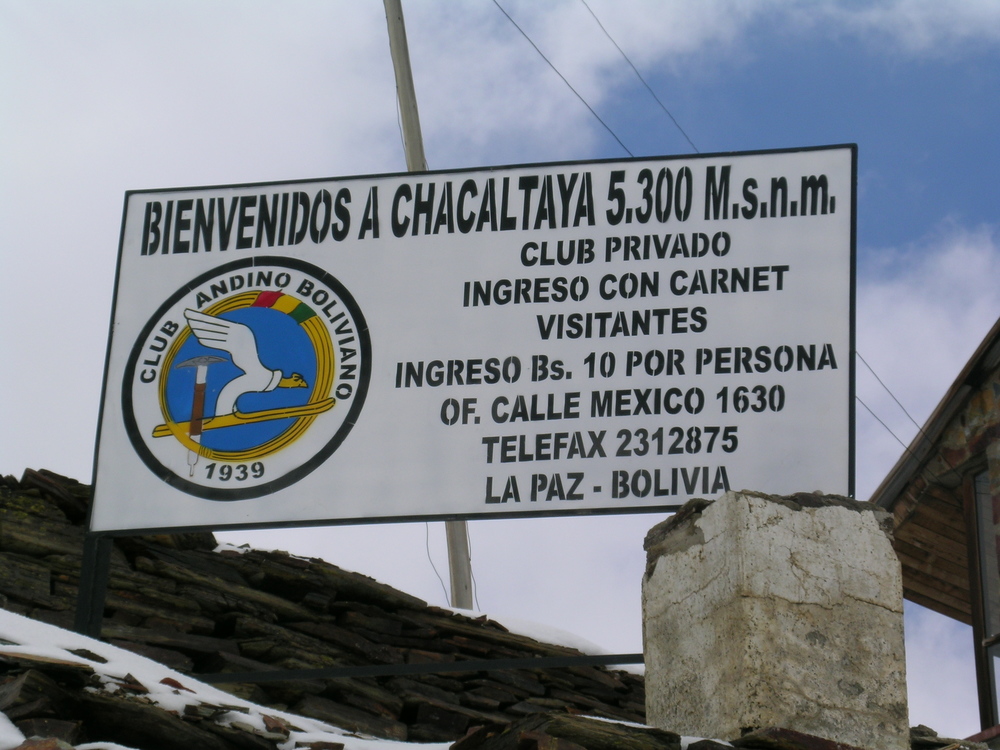 BIENVENIDOS A CHACALTAYA 5.300 M.s.n.m.
CLUB PRIVADO
INGRESO CON CARNET
VISITANTES
INGRESO Bs. 10 POR PERSONA
OF. CALLE MEXICO 1630
TELEFAX 2312875
LA PAZ - BOLIVIA
CLUB ANDINO BOLIVIANO
1939